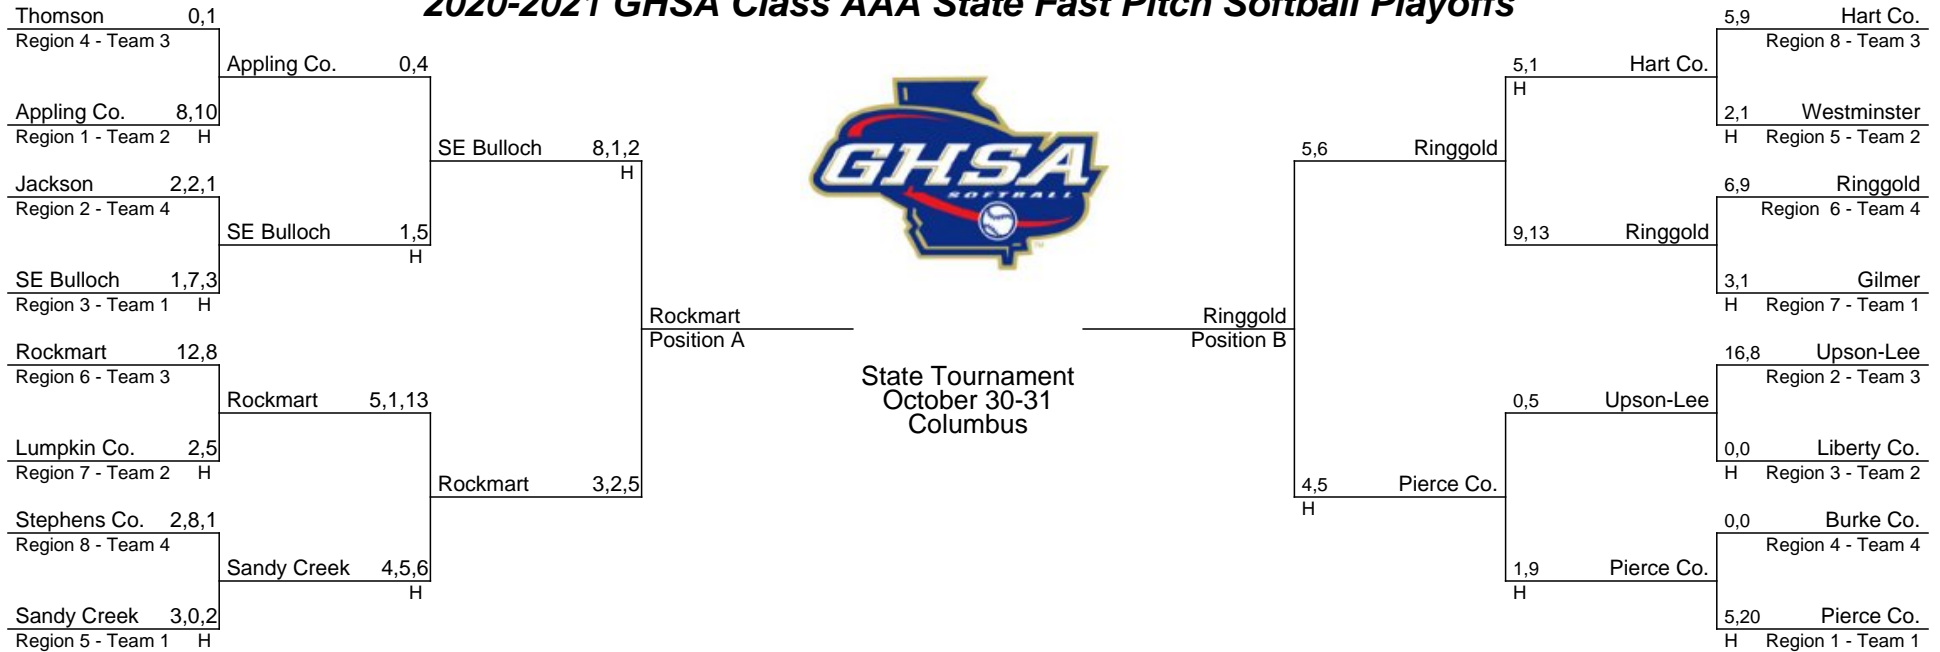 2020-2021 GHSA Class AAA State Fast Pitch Softball Playoffs
Thomson 0,1
Region 4 - Team 3
Appling Co. 0,4
Appling Co. 8,10
Region 1 - Team 2 H
SE Bulloch 8,1,2
H
Jackson 2,2,1
Region 2 - Team 4
SE Bulloch 1,5
H
SE Bulloch 1,7,3
Region 3 - Team 1 H
Rockmart
Position A
Rockmart 12,8
Region 6 - Team 3
Rockmart 5,1,13
Lumpkin Co. 2,5
Region 7 - Team 2 H
Rockmart 3,2,5
Stephens Co. 2,8,1
Region 8 - Team 4
Sandy Creek 4,5,6
H
Sandy Creek 3,0,2
Region 5 - Team 1 H
GHSA
SOFTBALL
TM
State Tournament
October 30-31
Columbus
5,9 Hart Co.
Region 8 - Team 3
5,1 Hart Co.
H
2,1 Westminster
H Region 5 - Team 2
5,6 Ringgold
6,9 Ringgold
Region 6 - Team 4
9,13 Ringgold
3,1 Gilmer
H Region 7 - Team 1
Ringgold
Position B
16,8 Upson-Lee
Region 2 - Team 3
0,5 Upson-Lee
0,0 Liberty Co.
H Region 3 - Team 2
4,5 Pierce Co.
H
0,0 Burke Co.
Region 4 - Team 4
1,9 Pierce Co.
H
5,20 Pierce Co.
H Region 1 - Team 1